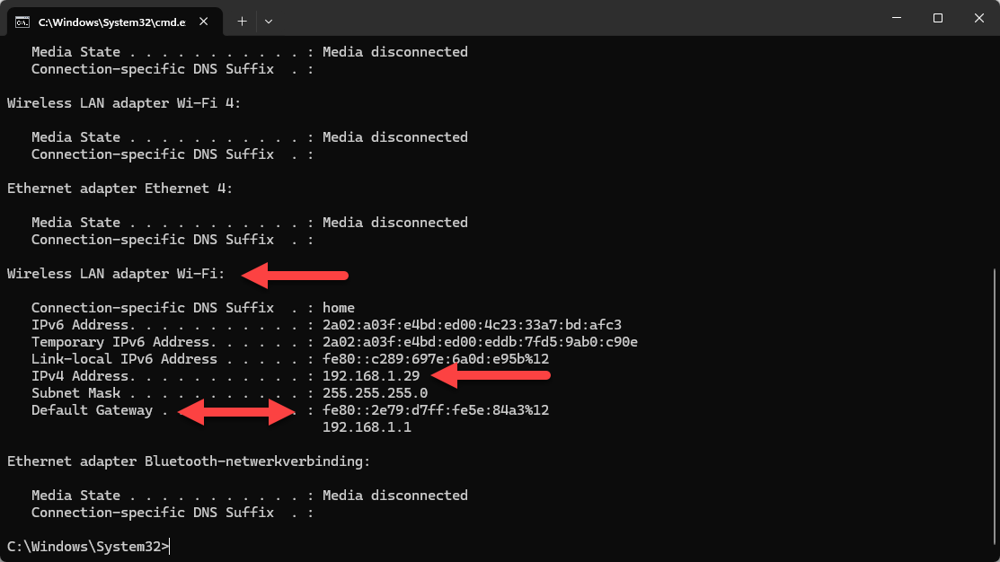 C:\Windows\System32\cmd.e
Media State . . . . . . . . . . . : Media disconnected
Connection-specific DNS Suffix  . :
Wireless LAN adapter Wi-Fi 4:
Media State . . . . . . . . . . . : Media disconnected
Connection-specific DNS Suffix  . :
Ethernet adapter Ethernet 4:
Media State . . . . . . . . . . . : Media disconnected
Connection-specific DNS Suffix  . :
Wireless LAN adapter Wi-Fi:
Connection-specific DNS Suffix  . : home
IPv6 Address. . . . . . . . . . . : 2a02:a03f:e4bd:ed00:4c23:33a7:bd:afc3
Temporary IPv6 Address. . . . . . : 2a02:a03f:e4bd:ed00:eddb:7fd5:9ab0:c90e
Link-local IPv6 Address . . . . . : fe80::c289:697e:6a0d:e95b%12
IPv4 Address. . . . . . . . . . . : 192.168.1.29
Subnet Mask . . . . . . . . . . . : 255.255.255.0
Default Gateway . . : fe80::2e79:d7ff:fe5e:84a3%12
192.168.1.1
Ethernet adapter Bluetooth-netwerkverbinding:
Media State . . . . . . . . . . . : Media disconnected
Connection-specific DNS Suffix  . :
C:\Windows\System32>